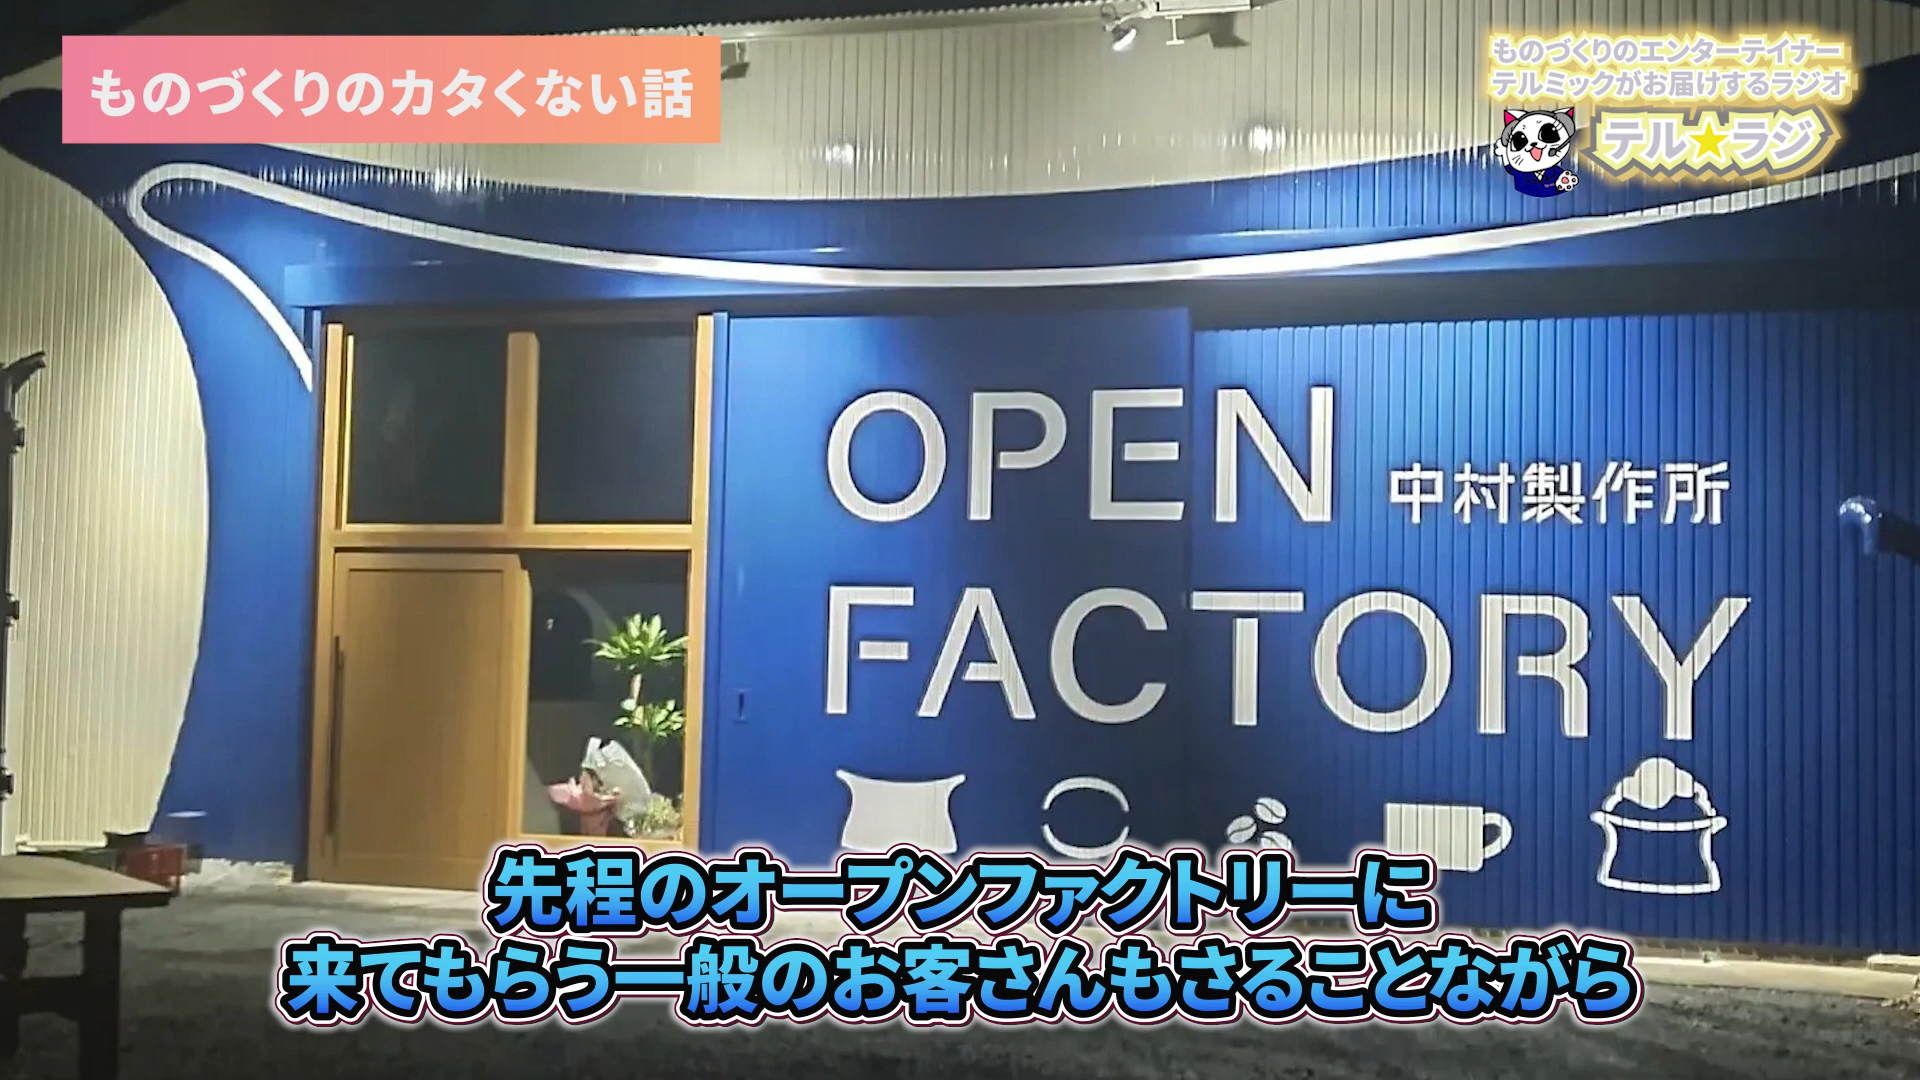 ものづくりのカタくない話
ものづくりのエンターテイナー
テルミックがお届けするラジオ
テル★ラジ
OPEN
中村製作所
FACTORY
先程のオープンファクトリーに
来てもらう一般のお客さんもさることながら